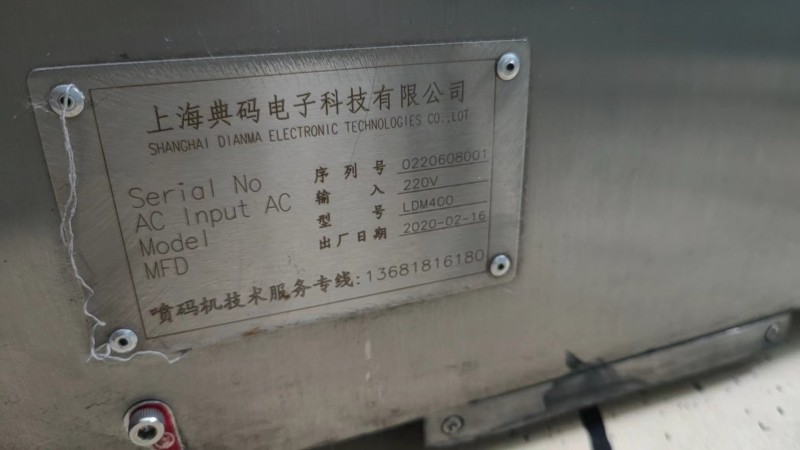 上海典码电子科技有限公司
SHANGHAI DIANMA ELECTRONIC TECHNOLOGIES CO.,LOT
Serial No 序列号 0220608001
AC Input AC 输入 220V
Model 型号 LDM400
MFD 出厂日期 2020-02-16
喷码机技术服务专线:13681816180